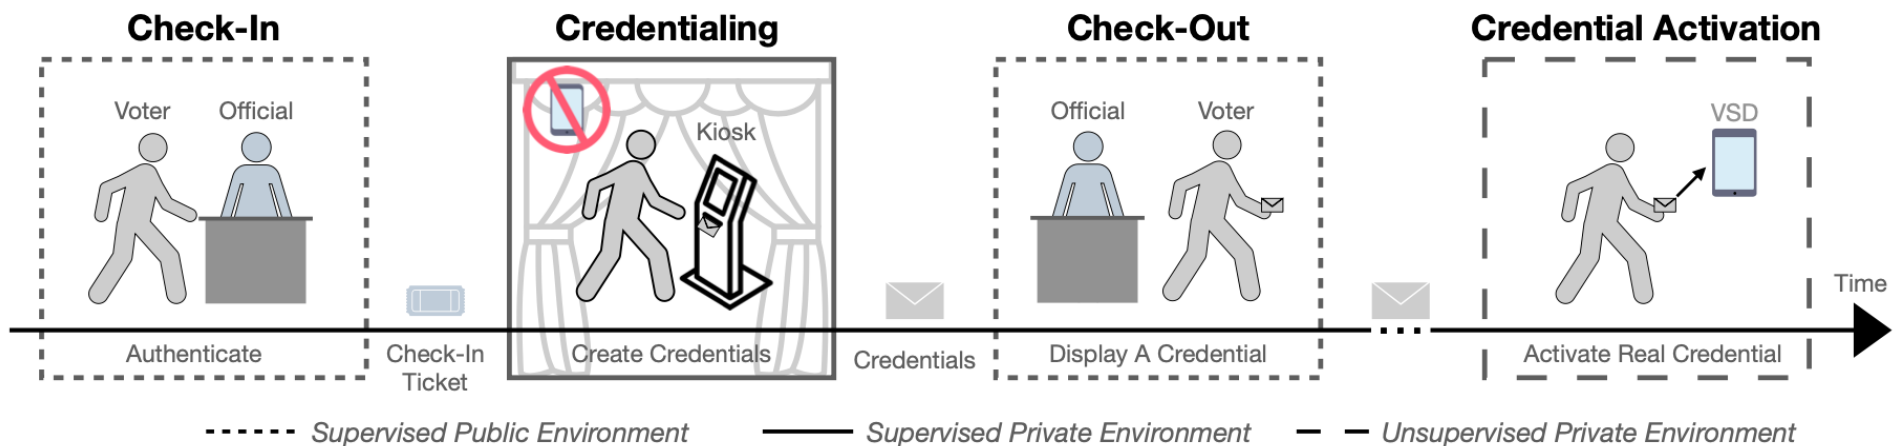 Check-In
Credentialing
Check-Out
Credential Activation
Voter
Official
Kiosk
Official
Voter
VSD
Time
Authenticate
Check-In
Ticket
Create Credentials
Credentials
Display A Credential
Activate Real Credential
Supervised Public Environment
Supervised Private Environment
Unsupervised Private Environment